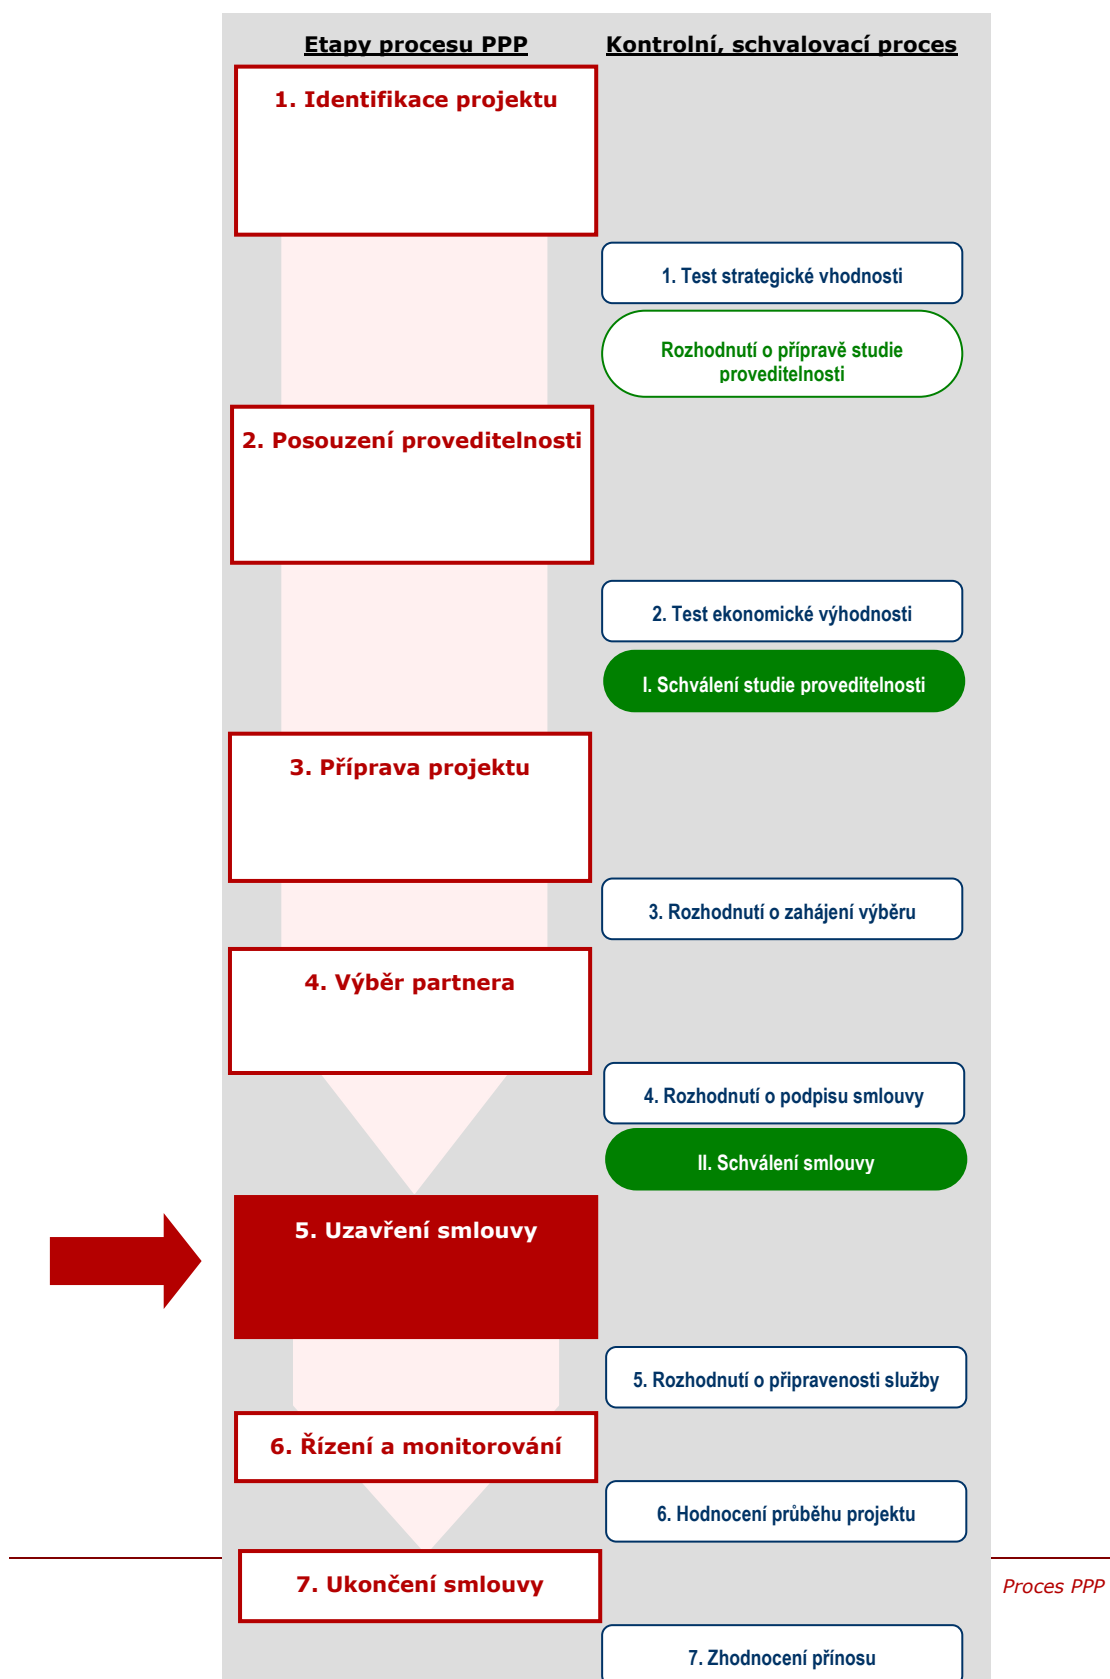 Etapy procesu PPP
Kontrolní, schvalovací proces
1. Identifikace projektu
1. Test strategické vhodnosti
Rozhodnutí o přípravě studie
proveditelnosti
2. Posouzení proveditelnosti
2. Test ekonomické výhodnosti
I. Schválení studie proveditelnosti
3. Příprava projektu
3. Rozhodnutí o zahájení výběru
4. Výběr partnera
4. Rozhodnutí o podpisu smlouvy
II. Schválení smlouvy
5. Uzavření smlouvy
5. Rozhodnutí o připravenosti služby
6. Řízení a monitorování
6. Hodnocení průběhu projektu
7. Ukončení smlouvy
Proces PPP
7. Zhodnocení přínosu